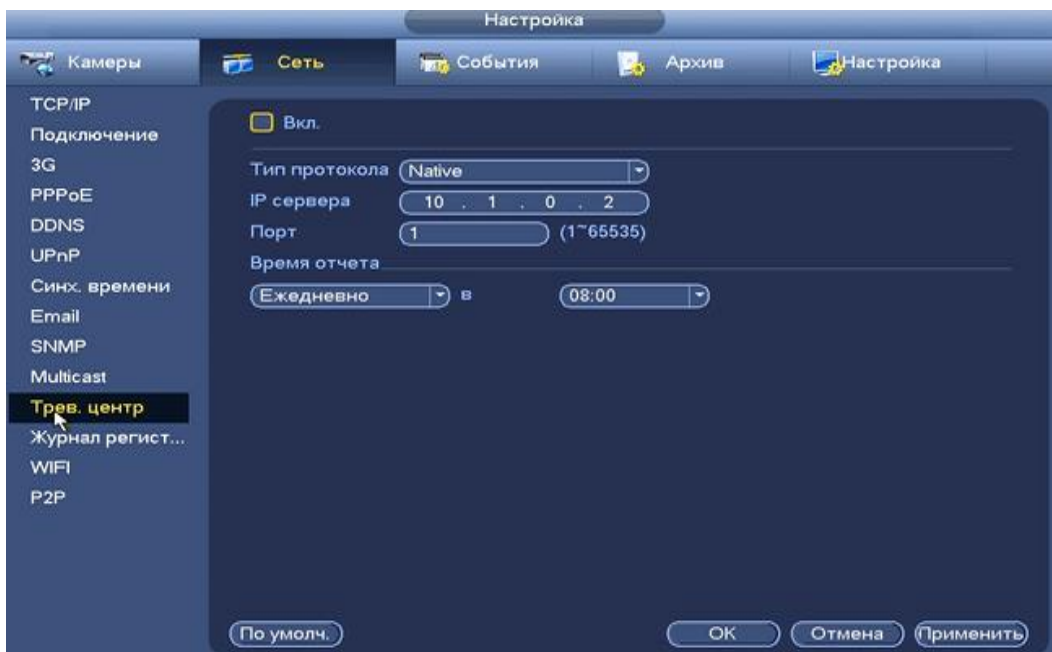 Настройка
Камеры Сеть События Архив Настройка
TCP/IP
Подключение
3G
PPPoE
DDNS
UPnP
Синх. времени
Email
SNMP
Multicast
Трев. центр
Журнал регист...
WIFI
P2P
Вкл.
Тип протокола Native
IP сервера 10 . 1 . 0 . 2
Порт 1 (1~65535)
Время отчета
Ежедневно в 08:00
По умолч. OK Отмена Применить